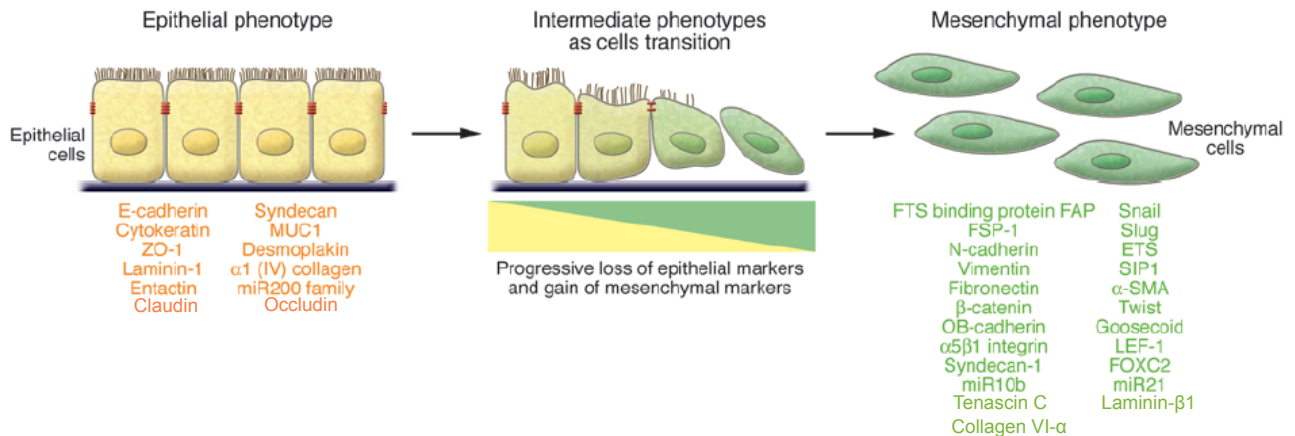 Epithelial phenotype
Intermediate phenotypes
as cells transition
Mesenchymal phenotype
Epithelial
cells
Mesenchymal
cells
E-cadherin
Cytokeratin
ZO-1
Laminin-1
Entactin
Claudin
Syndecan
MUC1
Desmoplakin
α1 (IV) collagen
miR200 family
Occludin
Progressive loss of epithelial markers
and gain of mesenchymal markers
FTS binding protein FAP
FSP-1
N-cadherin
Vimentin
Fibronectin
β-catenin
OB-cadherin
α5β1 integrin
Syndecan-1
miR10b
Tenascin C
Collagen VI-α
Snail
Slug
ETS
SIP1
α-SMA
Twist
Goosecoid
LEF-1
FOXC2
miR21
Laminin-β1